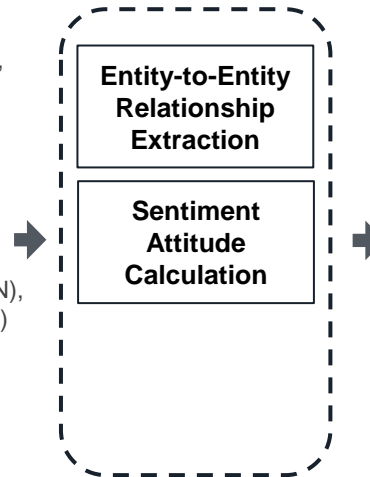 ,
Entity-to-Entity
Relationship
Extraction
Sentiment
Attitude
Calculation
N),
)